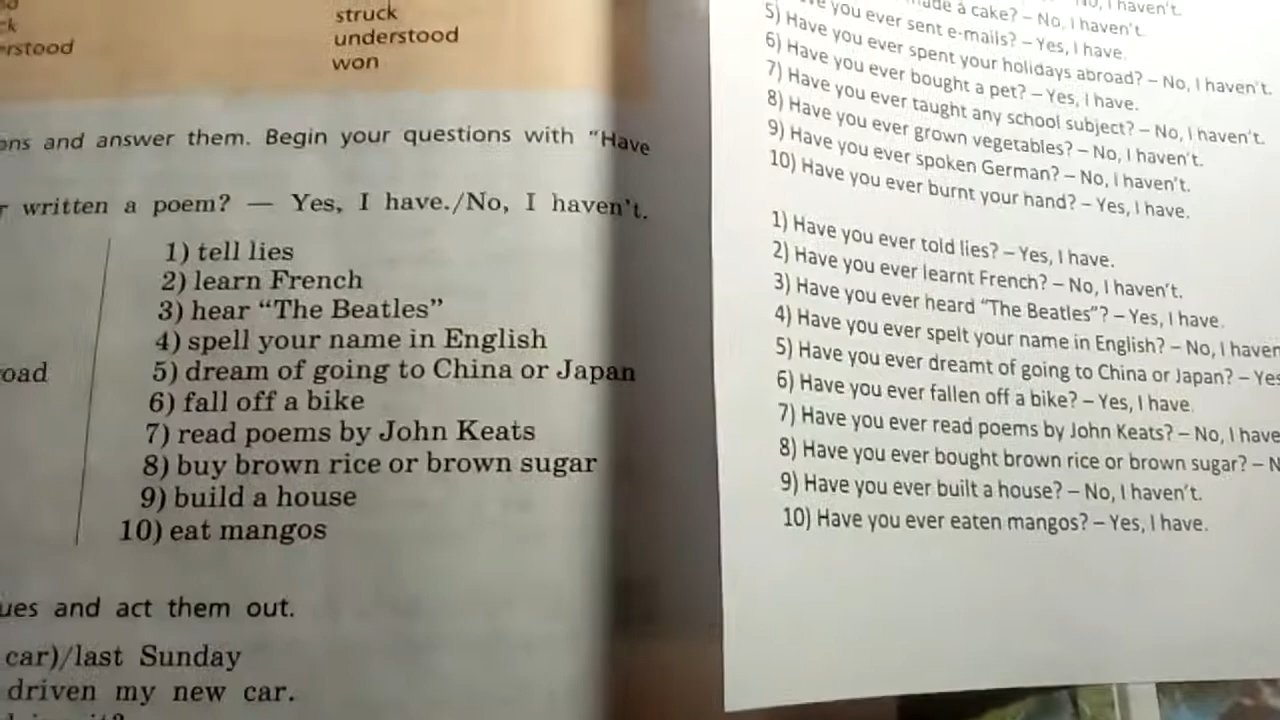 struck
rstood
understood
won
and answer them. Begin your questions with "Have
written a poem? — Yes, I have./No, I haven't.
1) tell lies
2) learn French
3) hear "The Beatles"
4) spell your name in English
oad
5) dream of going to China or Japan
6) fall off a bike
7) read poems by John Keats
8) buy brown rice or brown sugar
9) build a house
10) eat mangos
ues and act them out.
car)/last Sunday
driven my new car.
No, I haven't.
made a cake? – No, I haven't.
you ever sent e-mails? – Yes, I have.
5) Have you ever spent your holidays abroad? – No, I haven't.
6) Have you ever bought a pet? – Yes, I have.
7) Have you ever taught any school subject? – No, I haven't.
8) Have you ever grown vegetables? – No, I haven't.
9) Have you ever spoken German? – No, I haven't.
10) Have you ever burnt your hand? – Yes, I have.
1) Have you ever told lies? – Yes, I have.
2) Have you ever learnt French? – No, I haven't.
3) Have you ever heard "The Beatles"? – Yes, I have.
4) Have you ever spelt your name in English? – No, I haven
5) Have you ever dreamt of going to China or Japan? – Yes
6) Have you ever fallen off a bike? – Yes, I have.
7) Have you ever read poems by John Keats? – No, I have
8) Have you ever bought brown rice or brown sugar? – N
9) Have you ever built a house? – No, I haven't.
10) Have you ever eaten mangos? – Yes, I have.